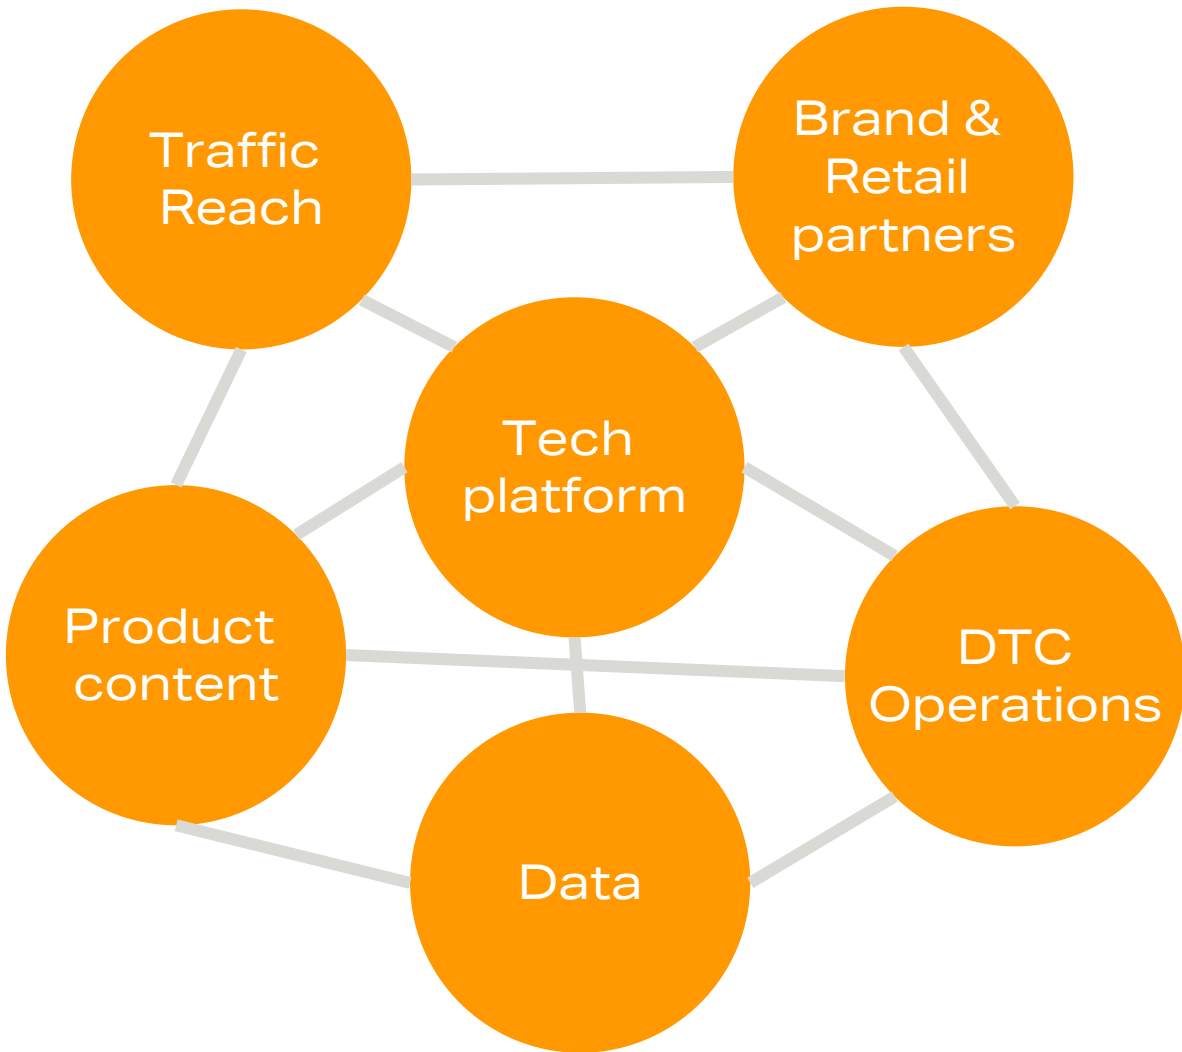 Traffic
Reach
Brand &
Retail
partners
Tech
platform
Product
content
DTC
Operations
Data